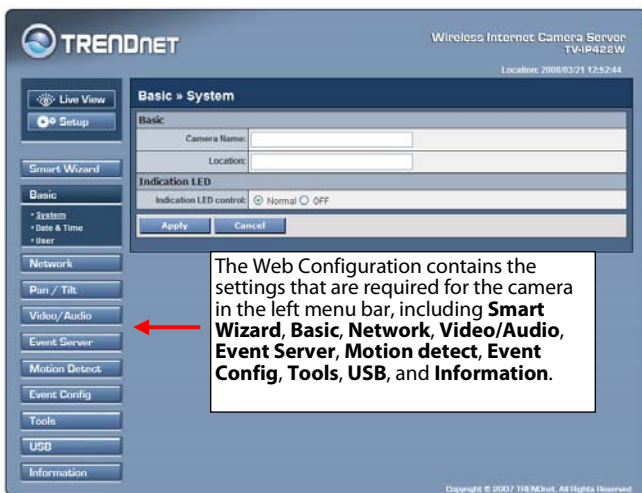 TRENDNET
Wireless Internet Camera Server
TV-IP422W
Location: 2008/03/21 12:52:44
Live View
Setup
Smart Wizard
Basic
• System
• Date & Time
• User
Network
Pan / Tilt
Video/Audio
Event Server
Motion Detect
Event Config
Tools
USB
Information
Basic » System
Basic
Camera Name:
Location:
Indication LED
Indication LED control: Normal OFF
Apply Cancel
The Web Configuration contains the
settings that are required for the camera
in the left menu bar, including Smart
Wizard, Basic, Network, Video/Audio,
Event Server, Motion detect, Event
Config, Tools, USB, and Information.
Copyright © 2007 TRENDnet. All Rights Reserved.